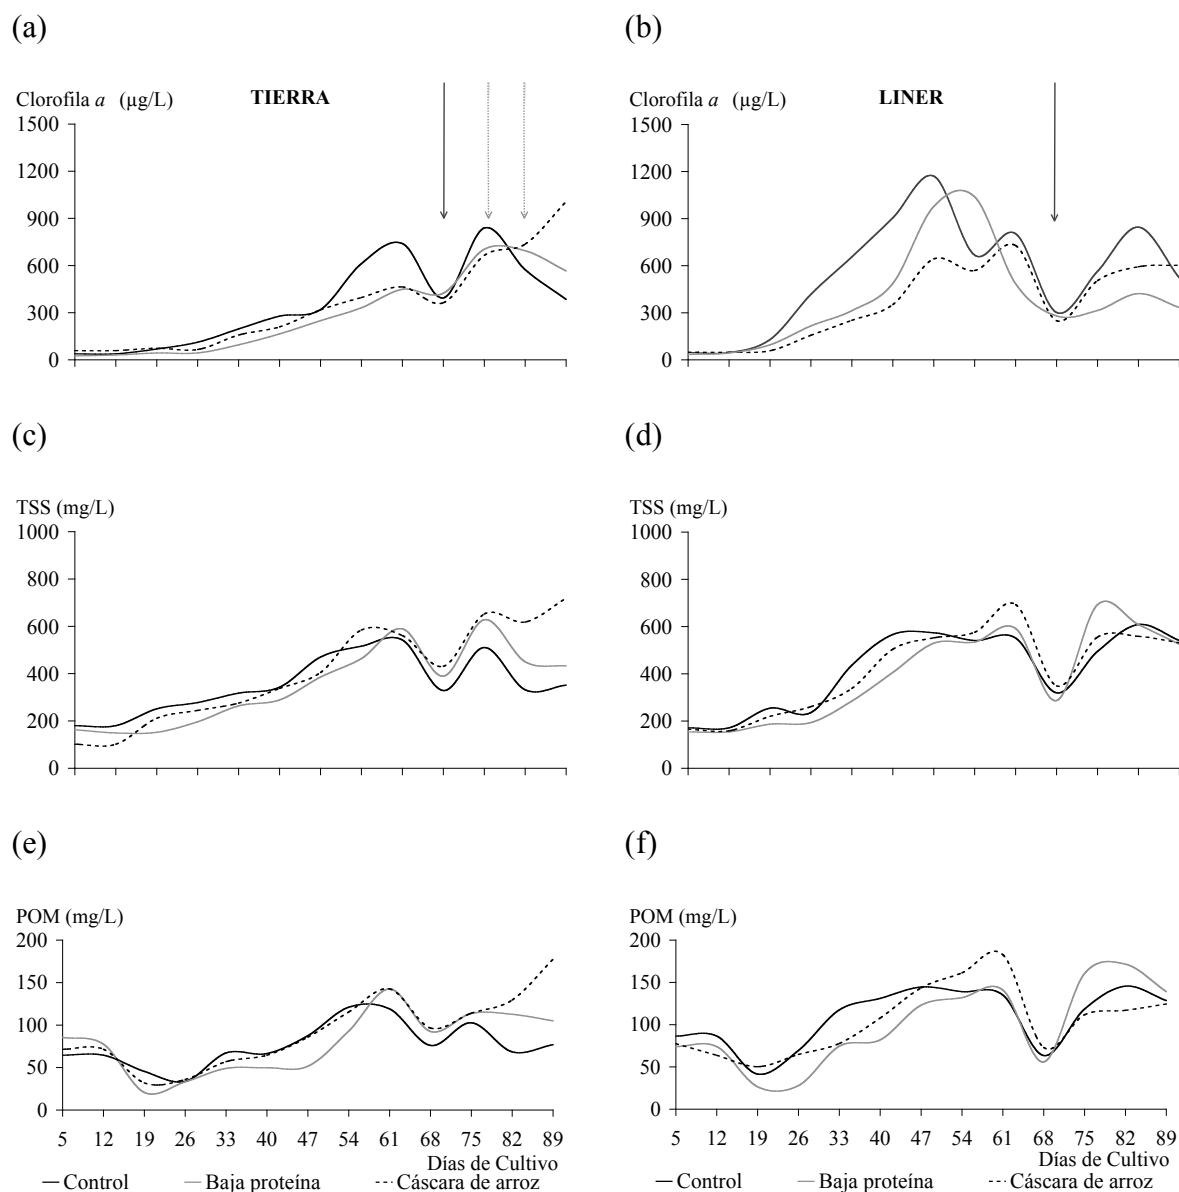 (a)
Clorofila a (µg/L) TIERRA
1500
1200
900
600
300
0
(b)
Clorofila a (µg/L) LINER
1500
1200
900
600
300
0
(c)
TSS (mg/L)
1000
800
600
400
200
0
(d)
TSS (mg/L)
1000
800
600
400
200
0
(e)
POM (mg/L)
200
150
100
50
0
5 12 19 26 33 40 47 54 61 68 75 82 89
Días de Cultivo
Control Baja proteína Cáscara de arroz
(f)
POM (mg/L)
200
150
100
50
0
5 12 19 26 33 40 47 54 61 68 75 82 89
Días de Cultivo
Control Baja proteína Cáscara de arroz